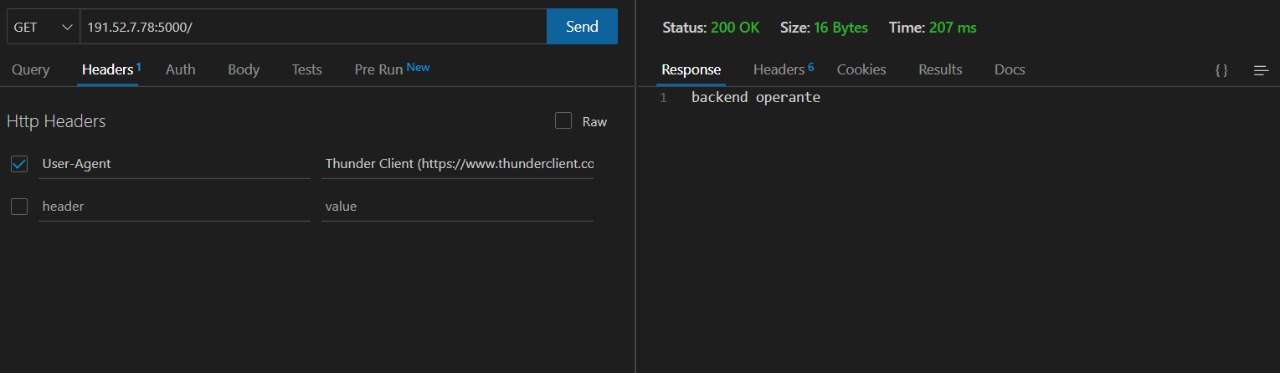 GET 191.52.7.78:5000/ Send
Query Headers 1 Auth Body Tests Pre Run New
Http Headers Raw
User-Agent Thunder Client (https://www.thunderclient.co
header value
Status: 200 OK Size: 16 Bytes Time: 207 ms
Response Headers 6 Cookies Results Docs { }
1 backend operante